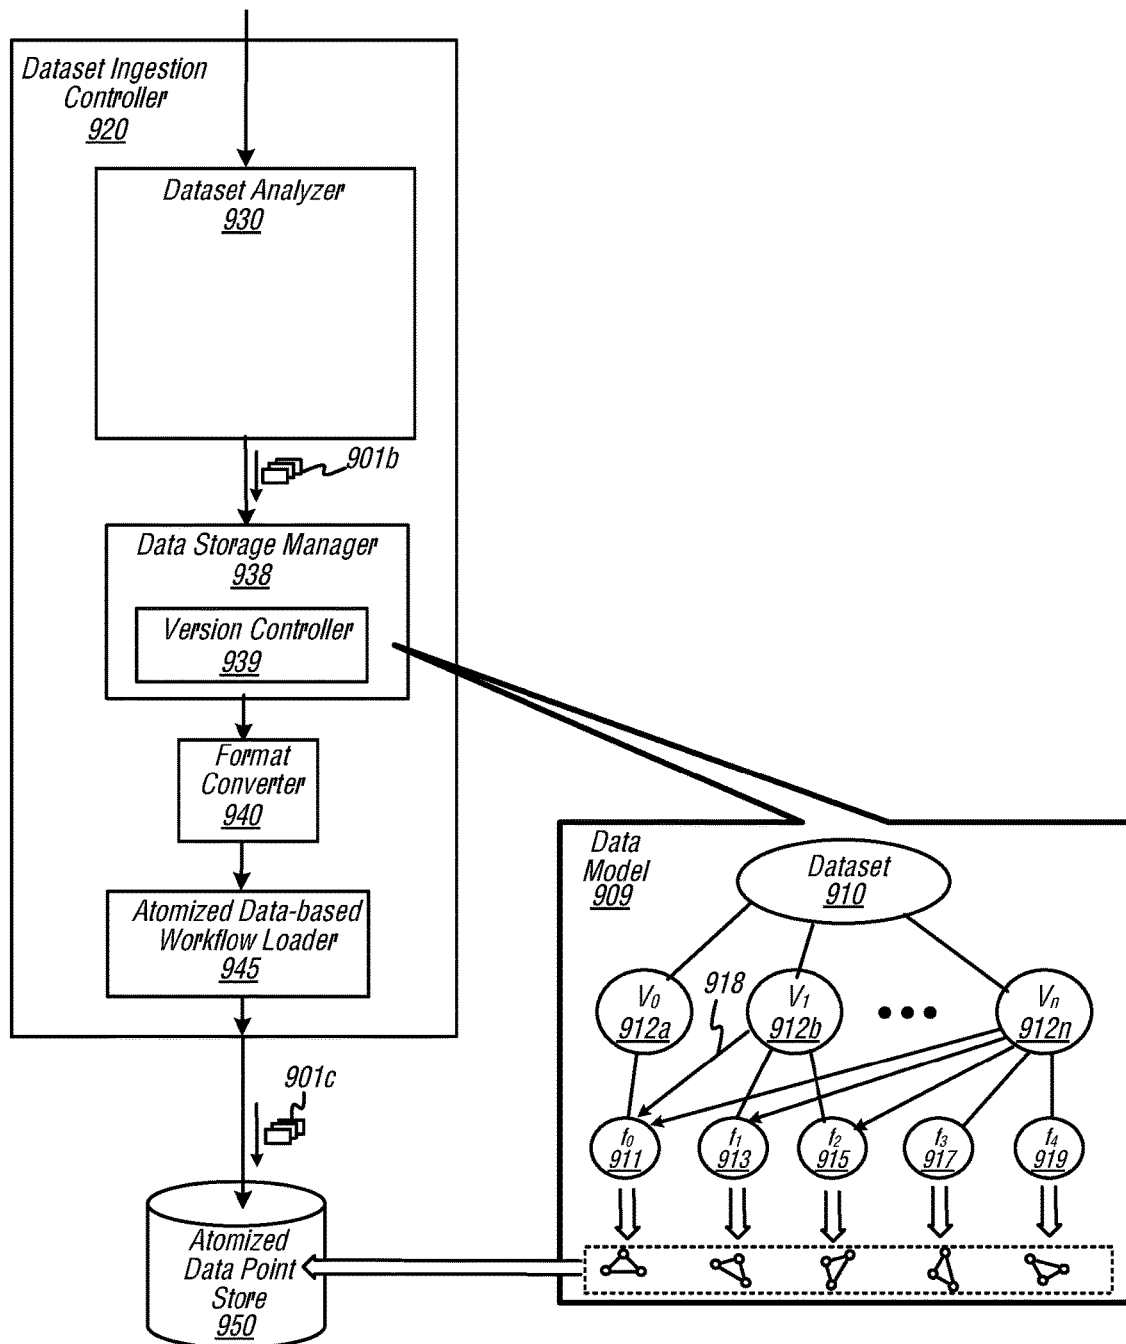 Dataset Ingestion
Controller
920
Dataset Analyzer
930
901b
Data Storage Manager
938
Version Controller
939
Format
Converter
940
Atomized Data-based
Workflow Loader
945
901c
Atomized
Data Point
Store
950
Data
Model
909
Dataset
910
918
V0 V1 Vn
912a 912b 912n
f0 f1 f2 f3 f4
911 913 915 917 919